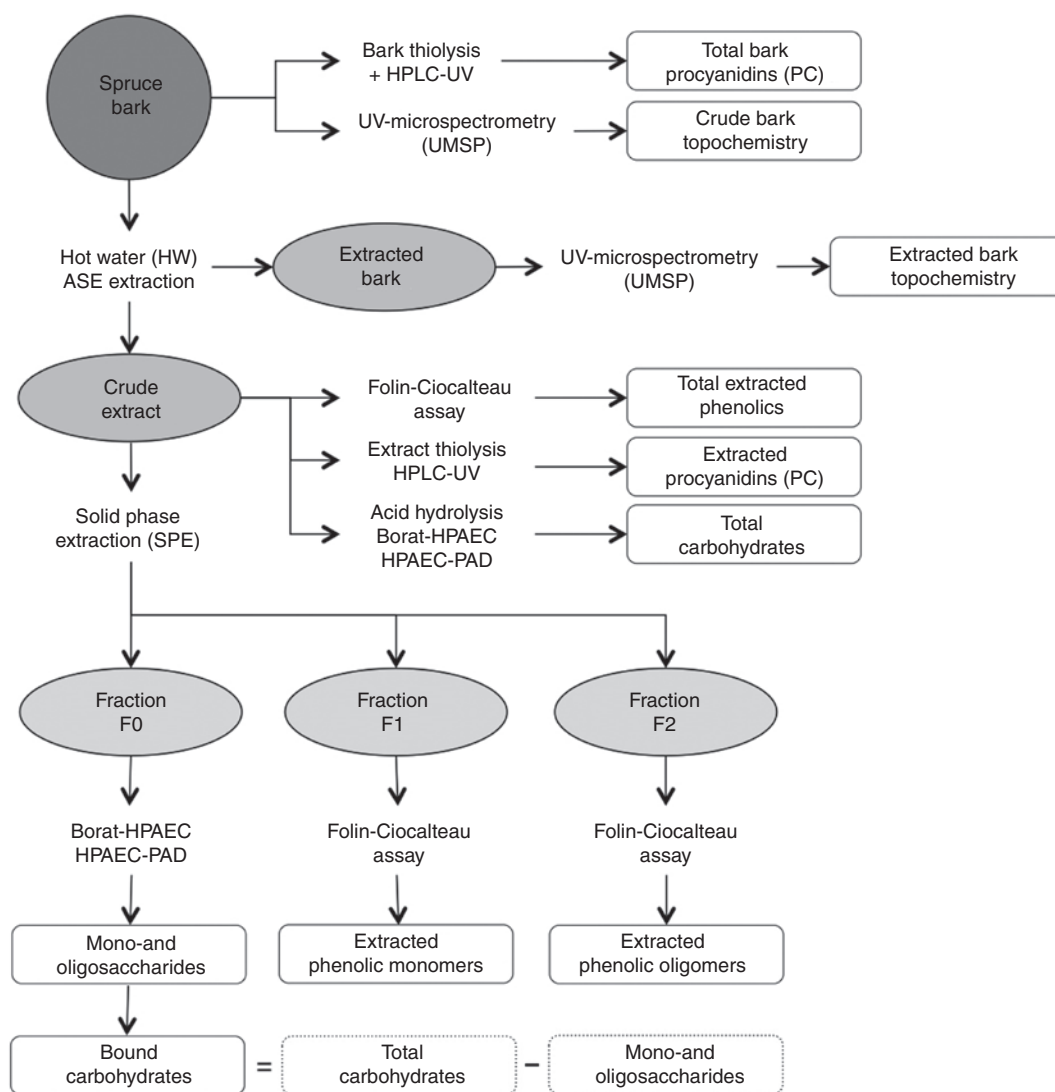 Spruce
bark
Bark thiolysis
+ HPLC-UV
Total bark
procyanidins (PC)
UV-microspectrometry
(UMSP)
Crude bark
topochemistry
Hot water (HW)
ASE extraction
Extracted
bark
UV-microspectrometry
(UMSP)
Extracted bark
topochemistry
Crude
extract
Folin-Ciocalteau
assay
Total extracted
phenolics
Extract thiolysis
HPLC-UV
Extracted
procyanidins (PC)
Acid hydrolysis
Borat-HPAEC
HPAEC-PAD
Total
carbohydrates
Solid phase
extraction (SPE)
Fraction
F0
Fraction
F1
Fraction
F2
Borat-HPAEC
HPAEC-PAD
Folin-Ciocalteau
assay
Folin-Ciocalteau
assay
Mono-and
oligosaccharides
Extracted
phenolic monomers
Extracted
phenolic oligomers
Bound
carbohydrates
=
Total
carbohydrates
–
Mono-and
oligosaccharides